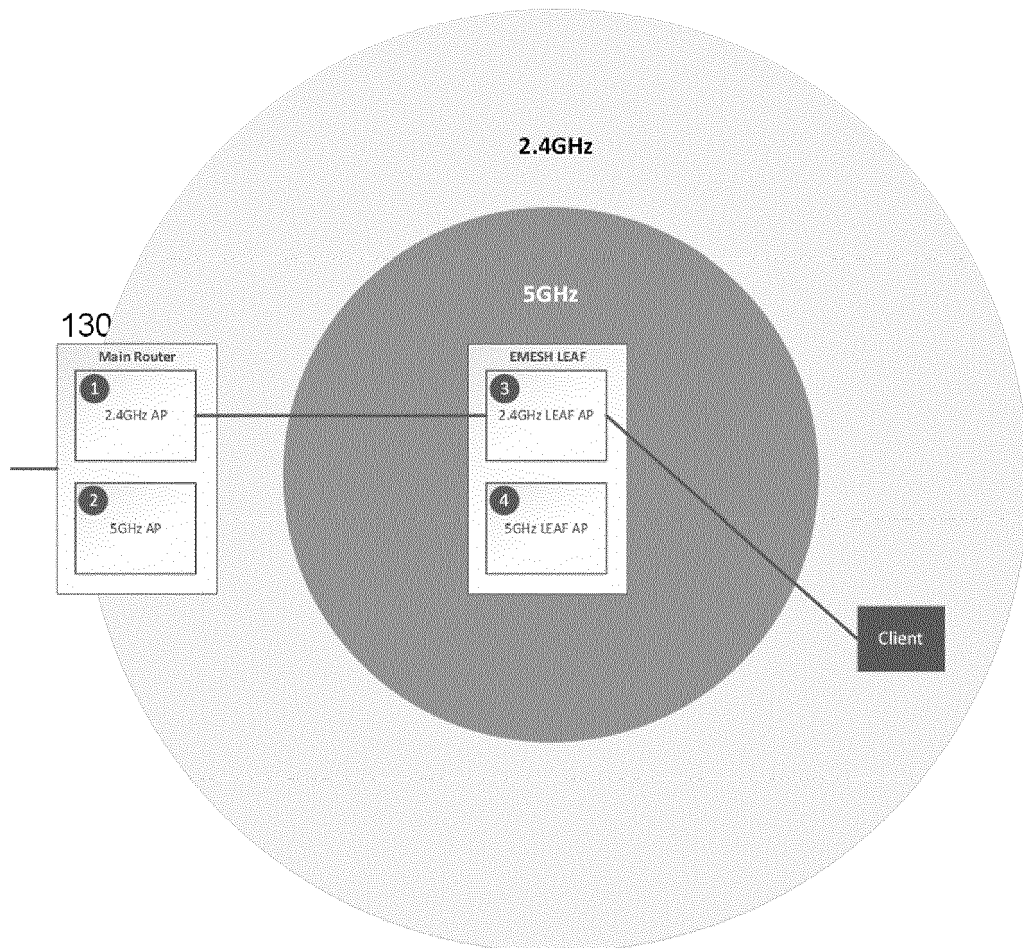 2.4GHz
5GHz
130
Main Router
1
2.4GHz AP
2
5GHz AP
EMESH LEAF
3
2.4GHz LEAF AP
4
5GHz LEAF AP
Client